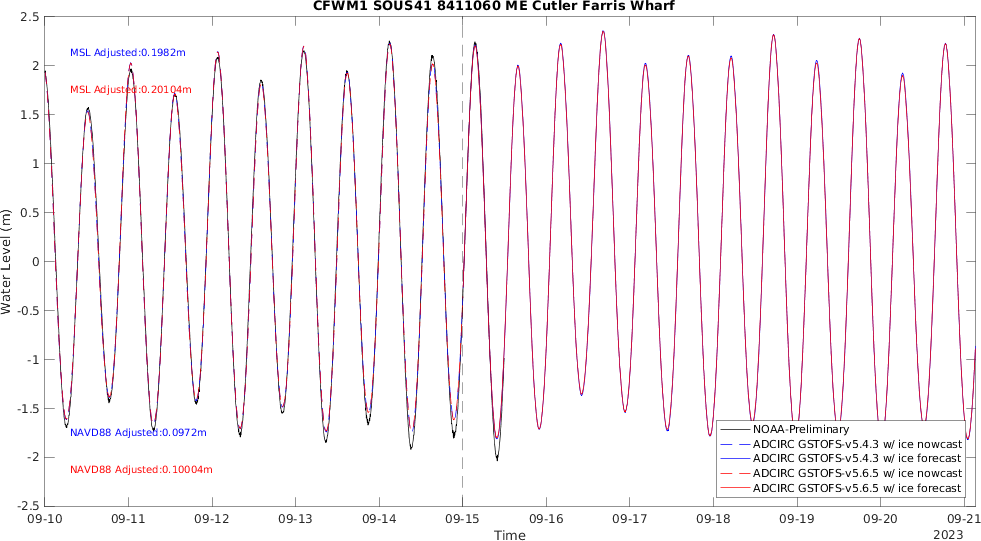 CFWM1 SOUS41 8411060 ME Cutler Farris Wharf
2.5
2
1.5
1
0.5
0
-0.5
-1
-1.5
-2
-2.5
Water Level (m)
MSL Adjusted:0.1982m
MSL Adjusted:0.20104m
NAVD88 Adjusted:0.0972m
NAVD88 Adjusted:0.10004m
NOAA-Preliminary
ADCIRC GSTOFS-v5.4.3 w/ ice nowcast
ADCIRC GSTOFS-v5.4.3 w/ ice forecast
ADCIRC GSTOFS-v5.6.5 w/ ice nowcast
ADCIRC GSTOFS-v5.6.5 w/ ice forecast
09-10 09-11 09-12 09-13 09-14 09-15 09-16 09-17 09-18 09-19 09-20 09-21
Time
2023